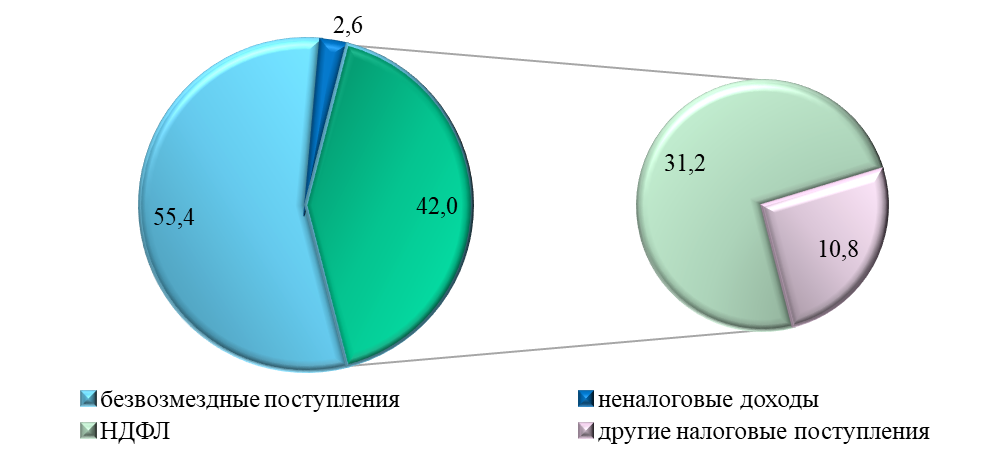 2,6
31,2
42,0
55,4
10,8
безвозмездные поступления
неналоговые доходы
НДФЛ
другие налоговые поступления